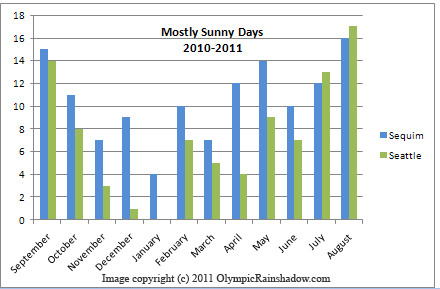 Mostly Sunny Days
2010-2011
18
16
14
12
10
8
6
4
2
0
September
October
November
December
January
February
March
April
May
June
July
August
Sequim
Seattle
Image copyright (c) 2011 OlympicRainshadow.com